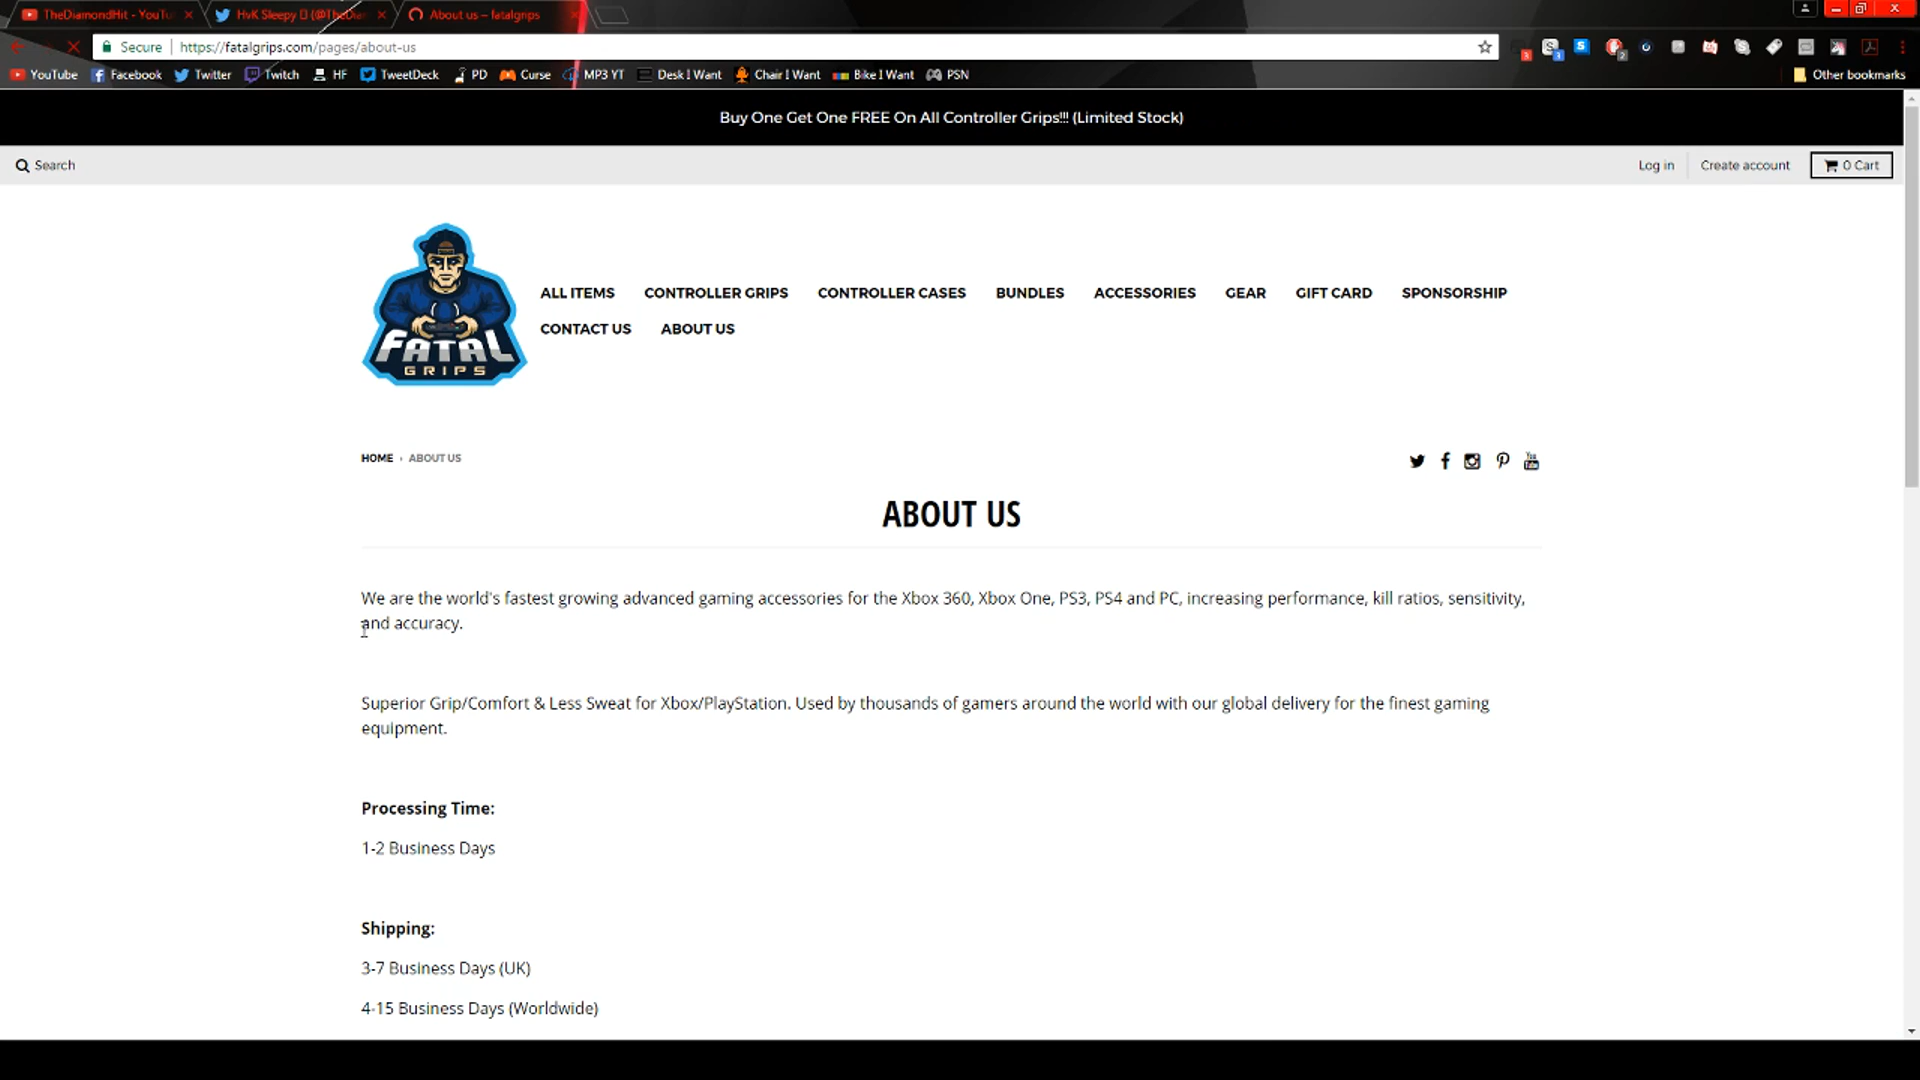 TheDiamondHit - YouTu
HvK Sleepy (@TheDiam
About us – fatalgrips
Secure https://fatalgrips.com/pages/about-us
YouTube Facebook Twitter Twitch HF TweetDeck PD Curse MP3 YT Desk I Want Chair I Want Bike I Want PSN Other bookmarks
Buy One Get One FREE On All Controller Grips!!! (Limited Stock)
Search Log in Create account 0 Cart
FATAL
GRIPS
ALL ITEMS CONTROLLER GRIPS CONTROLLER CASES BUNDLES ACCESSORIES GEAR GIFT CARD SPONSORSHIP
CONTACT US ABOUT US
HOME › ABOUT US
ABOUT US
We are the world's fastest growing advanced gaming accessories for the Xbox 360, Xbox One, PS3, PS4 and PC, increasing performance, kill ratios, sensitivity,
and accuracy.
Superior Grip/Comfort & Less Sweat for Xbox/PlayStation. Used by thousands of gamers around the world with our global delivery for the finest gaming
equipment.
Processing Time:
1-2 Business Days
Shipping:
3-7 Business Days (UK)
4-15 Business Days (Worldwide)